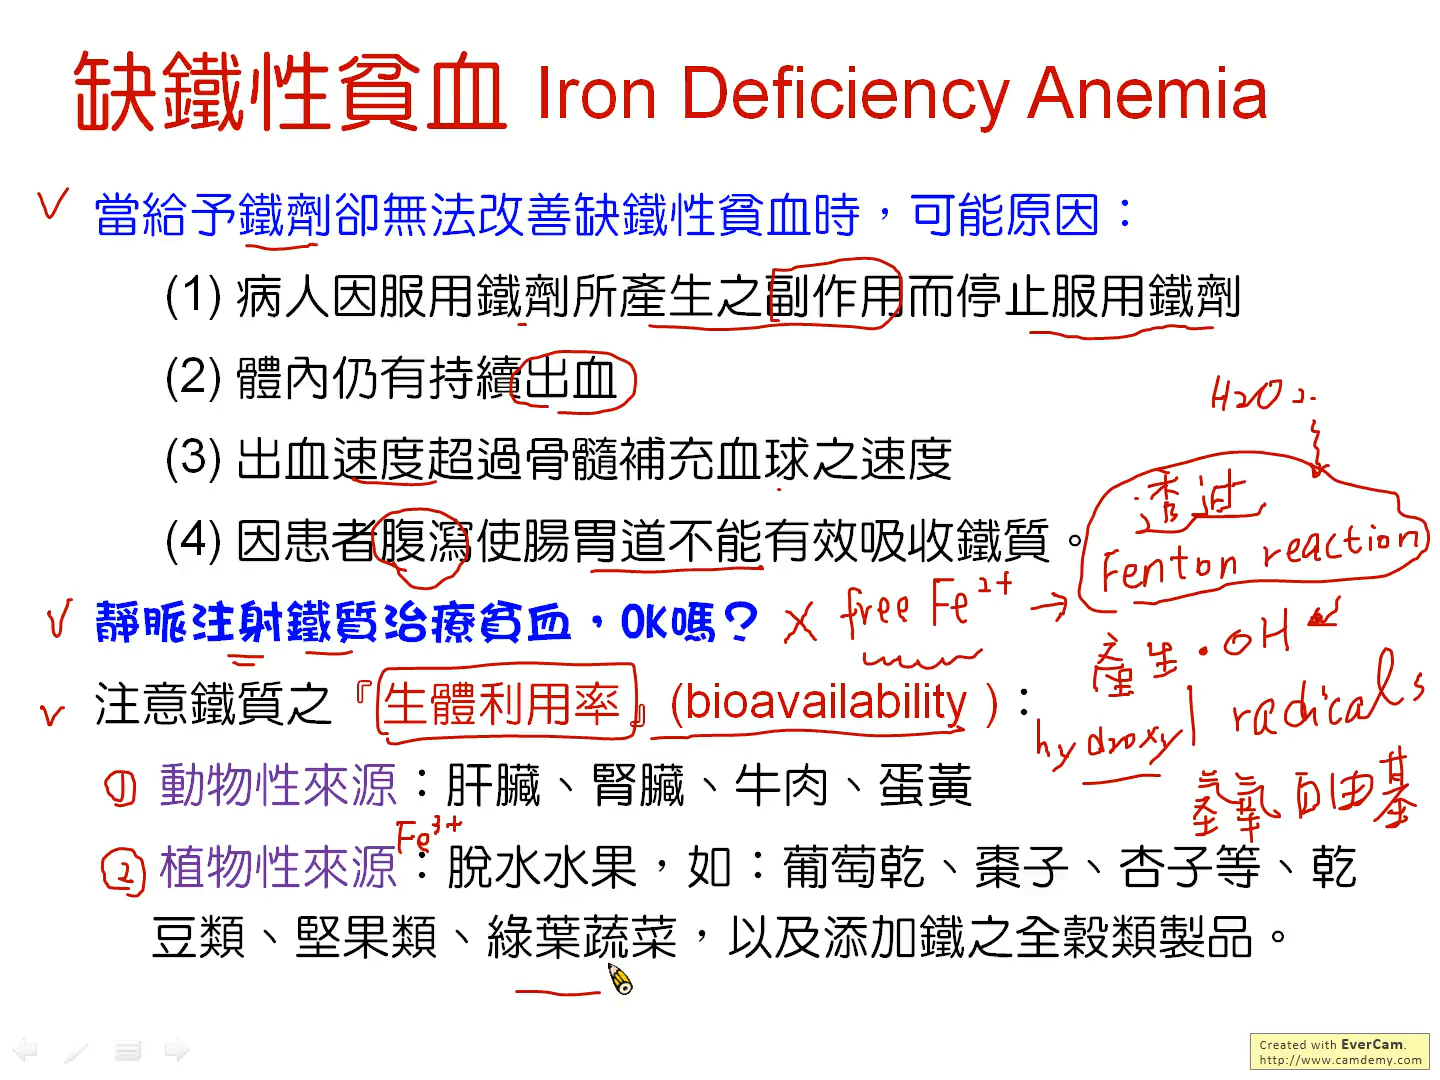 缺鐵性貧血 Iron Deficiency Anemia
當給予鐵劑卻無法改善缺鐵性貧血時，可能原因：
(1) 病人因服用鐵劑所產生之副作用而停止服用鐵劑
(2) 體內仍有持續出血
(3) 出血速度超過骨髓補充血球之速度
(4) 因患者腹瀉使腸胃道不能有效吸收鐵質。
H2O2
透过
Fenton reaction
靜脈注射鐵質治療貧血，OK嗎？
free Fe2+
產生·OH
注意鐵質之『生體利用率』(bioavailability )：
hydroxyl radicals
氫氧自由基
① 動物性來源：肝臟、腎臟、牛肉、蛋黃
Fe3+
② 植物性來源：脫水水果，如：葡萄乾、棗子、杏子等、乾
豆類、堅果類、綠葉蔬菜，以及添加鐵之全穀類製品。
Created with EverCam.
http://www.camdemy.com